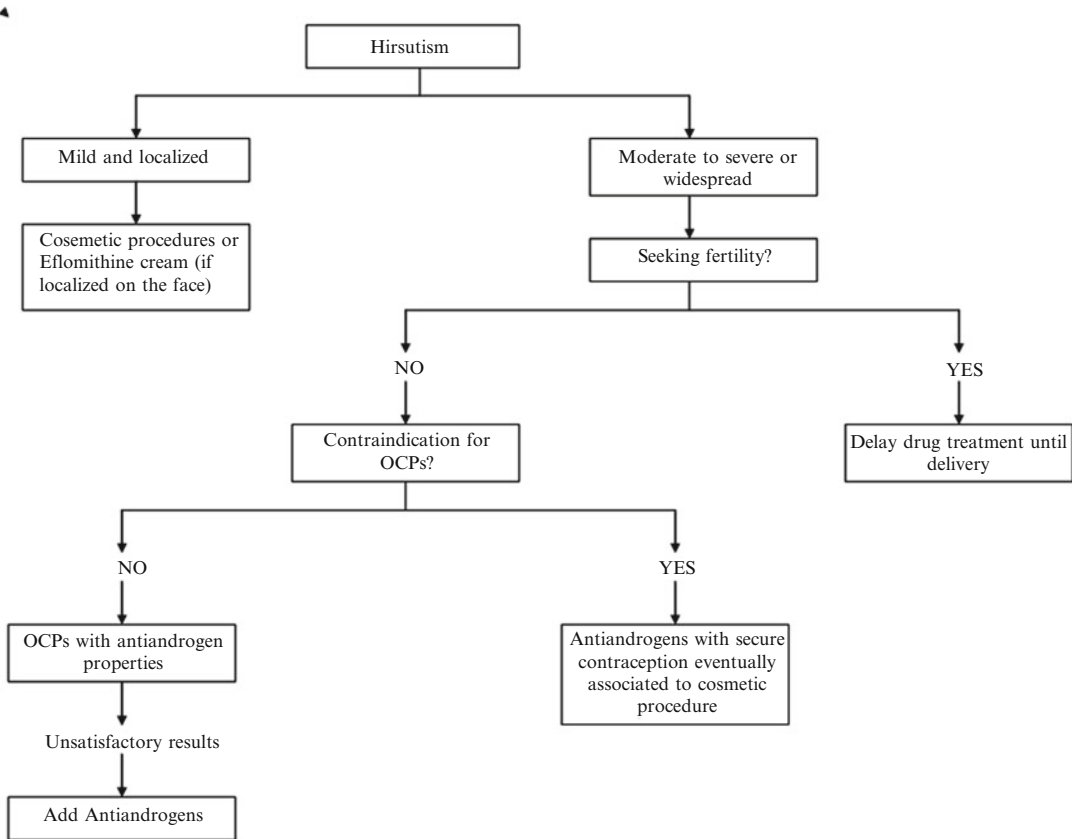 Hirsutism
Mild and localized
Moderate to severe or
widespread
Cosemetic procedures or
Eflomithine cream (if
localized on the face)
Seeking fertility?
NO
YES
Contraindication for
OCPs?
Delay drug treatment until
delivery
NO
YES
OCPs with antiandrogen
properties
Antiandrogens with secure
contraception eventually
associated to cosmetic
procedure
Unsatisfactory results
Add Antiandrogens